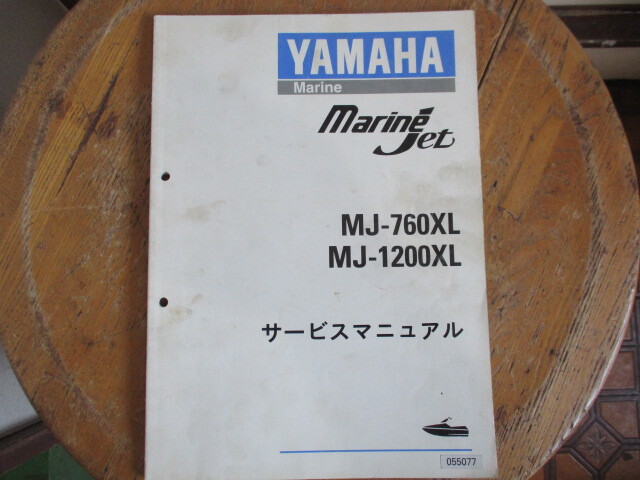 YAMAHA
Marine
Marine
Jet
MJ-760XL
MJ-1200XL
サービスマニュアル
055077